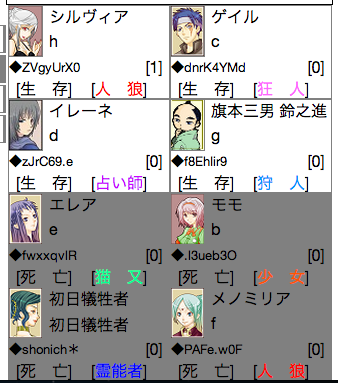 シルヴィア
h
◆ZVgyUrX0 [1]
[生 存] [人 狼]
ゲイル
c
◆dnrK4YMd [0]
[生 存] [狂 人]
イレーネ
d
◆zJrC69.e [0]
[生 存] [占い師]
旗本三男 鈴之進
g
◆f8Ehlir9 [0]
[生 存] [狩 人]
エレア
e
◆fwxxqvlR [0]
[死 亡] [猫 又]
モモ
b
◆.I3ueb3O [0]
[死 亡] [少 女]
初日犠牲者
初日犠牲者
◆shonich＊ [0]
[死 亡] [霊能者]
メノミリア
f
◆PAFe.w0F [0]
[死 亡] [人 狼]